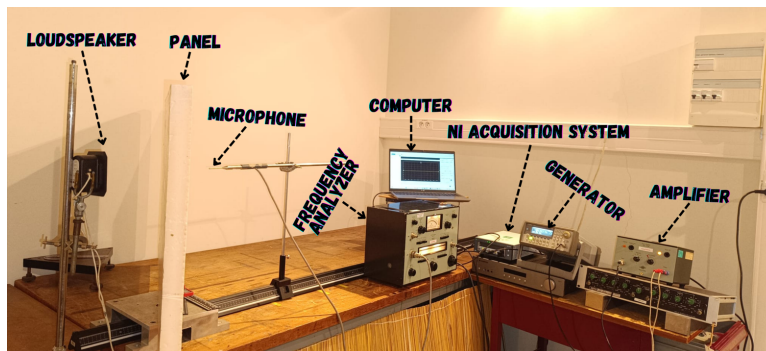 LOUDSPEAKER
PANEL
MICROPHONE
COMPUTER
NI ACQUISITION SYSTEM
FREQUENCY
ANALYZER
GENERATOR
AMPLIFIER